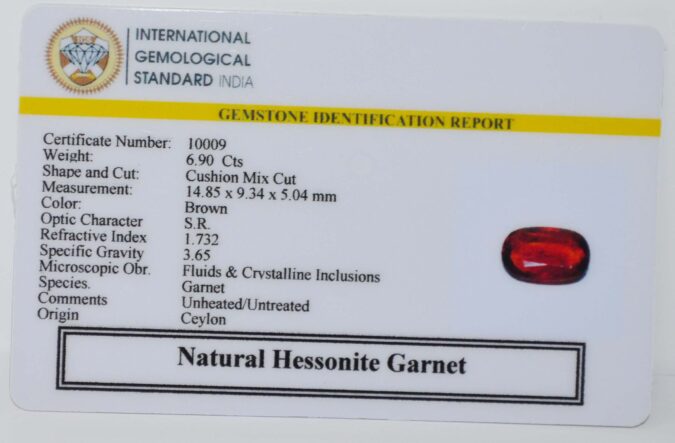 INTERNATIONAL
GEMOLOGICAL
STANDARD INDIA
GEMSTONE IDENTIFICATION REPORT
Certificate Number: 10009
Weight: 6.90 Cts
Shape and Cut: Cushion Mix Cut
Measurement: 14.85 x 9.34 x 5.04 mm
Color: Brown
Optic Character S.R.
Refractive Index 1.732
Specific Gravity 3.65
Microscopic Obr. Fluids & Crystalline Inclusions
Species. Garnet
Comments Unheated/Untreated
Origin Ceylon
Natural Hessonite Garnet